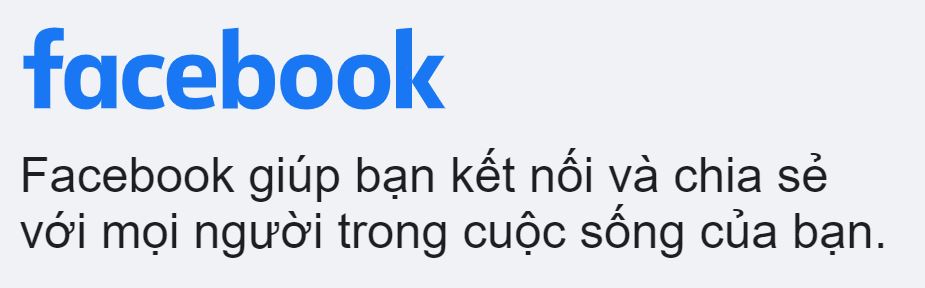 facebook
Facebook giúp bạn kết nối và chia sẻ
với mọi người trong cuộc sống của bạn.